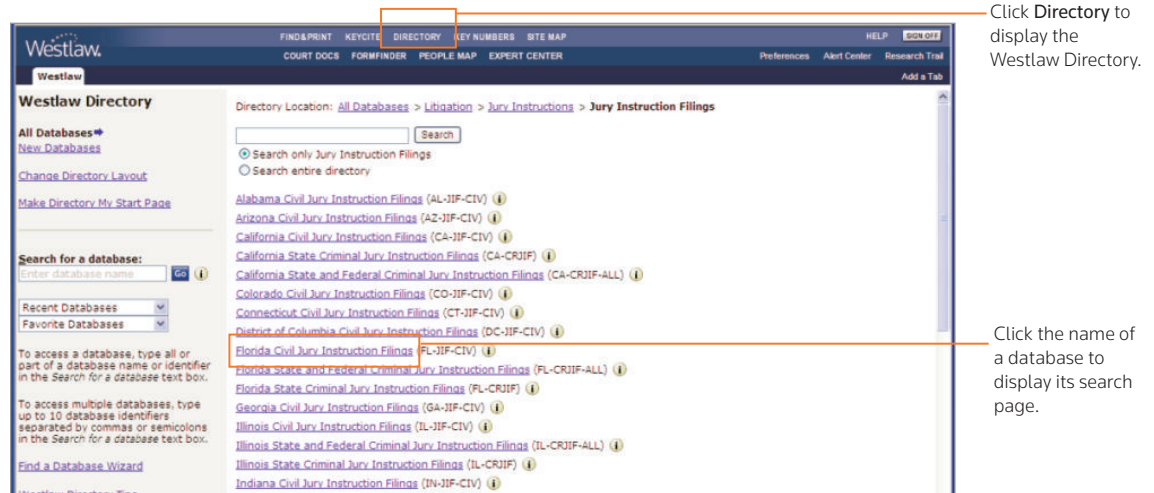 Click Directory to
display the
Westlaw Directory.
Westlaw.
FIND&PRINT KEYCITE DIRECTORY KEY NUMBERS SITE MAP
HELP SIGN OFF
COURT DOCS FORMFINDER PEOPLE MAP EXPERT CENTER
Preferences Alert Center Research Trail
Westlaw
Add a Tab
Westlaw Directory
All Databases
New Databases
Change Directory Layout
Make Directory My Start Page
Search for a database:
Enter database name Go i
Recent Databases
Favorite Databases
To access a database, type all or
part of a database name or identifier
in the Search for a database text box.
To access multiple databases, type
up to 10 database identifiers
separated by commas or semicolons
in the Search for a database text box.
Find a Database Wizard
Westlaw Directory Tips
Directory Location: All Databases > Litigation > Jury Instructions > Jury Instruction Filings
Search
Search only Jury Instruction Filings
Search entire directory
Alabama Civil Jury Instruction Filings (AL-JIF-CIV) i
Arizona Civil Jury Instruction Filings (AZ-JIF-CIV) i
California Civil Jury Instruction Filings (CA-JIF-CIV) i
California State Criminal Jury Instruction Filings (CA-CRJIF) i
California State and Federal Criminal Jury Instruction Filings (CA-CRJIF-ALL) i
Colorado Civil Jury Instruction Filings (CO-JIF-CIV) i
Connecticut Civil Jury Instruction Filings (CT-JIF-CIV) i
District of Columbia Civil Jury Instruction Filings (DC-JIF-CIV) i
Florida Civil Jury Instruction Filings (FL-JIF-CIV) i
Florida State and Federal Criminal Jury Instruction Filings (FL-CRJIF-ALL) i
Florida State Criminal Jury Instruction Filings (FL-CRJIF) i
Georgia Civil Jury Instruction Filings (GA-JIF-CIV) i
Illinois Civil Jury Instruction Filings (IL-JIF-CIV) i
Illinois State and Federal Criminal Jury Instruction Filings (IL-CRJIF-ALL) i
Illinois State Criminal Jury Instruction Filings (IL-CRJIF) i
Indiana Civil Jury Instruction Filings (IN-JIF-CIV) i
Click the name of
a database to
display its search
page.